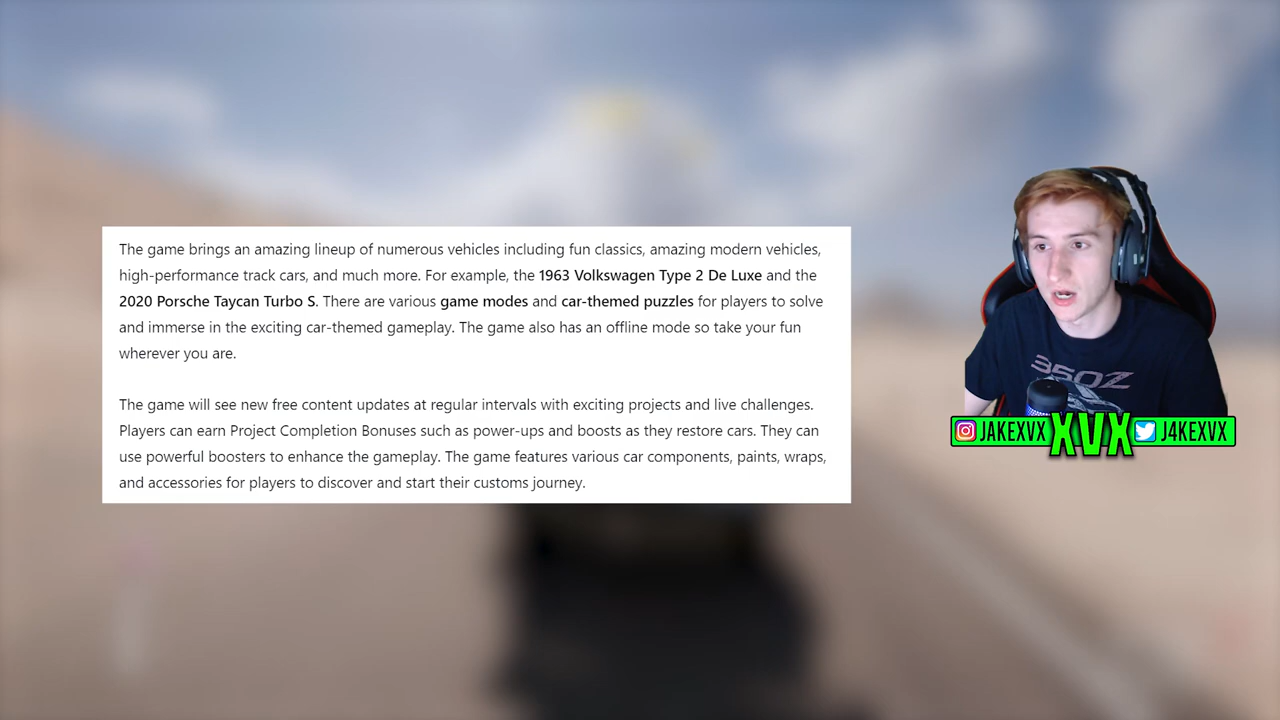 The game brings an amazing lineup of numerous vehicles including fun classics, amazing modern vehicles,
high-performance track cars, and much more. For example, the 1963 Volkswagen Type 2 De Luxe and the
2020 Porsche Taycan Turbo S. There are various game modes and car-themed puzzles for players to solve
and immerse in the exciting car-themed gameplay. The game also has an offline mode so take your fun
wherever you are.
The game will see new free content updates at regular intervals with exciting projects and live challenges.
Players can earn Project Completion Bonuses such as power-ups and boosts as they restore cars. They can
use powerful boosters to enhance the gameplay. The game features various car components, paints, wraps,
and accessories for players to discover and start their customs journey.
350Z
JAKEXVX XVX J4KEXVX